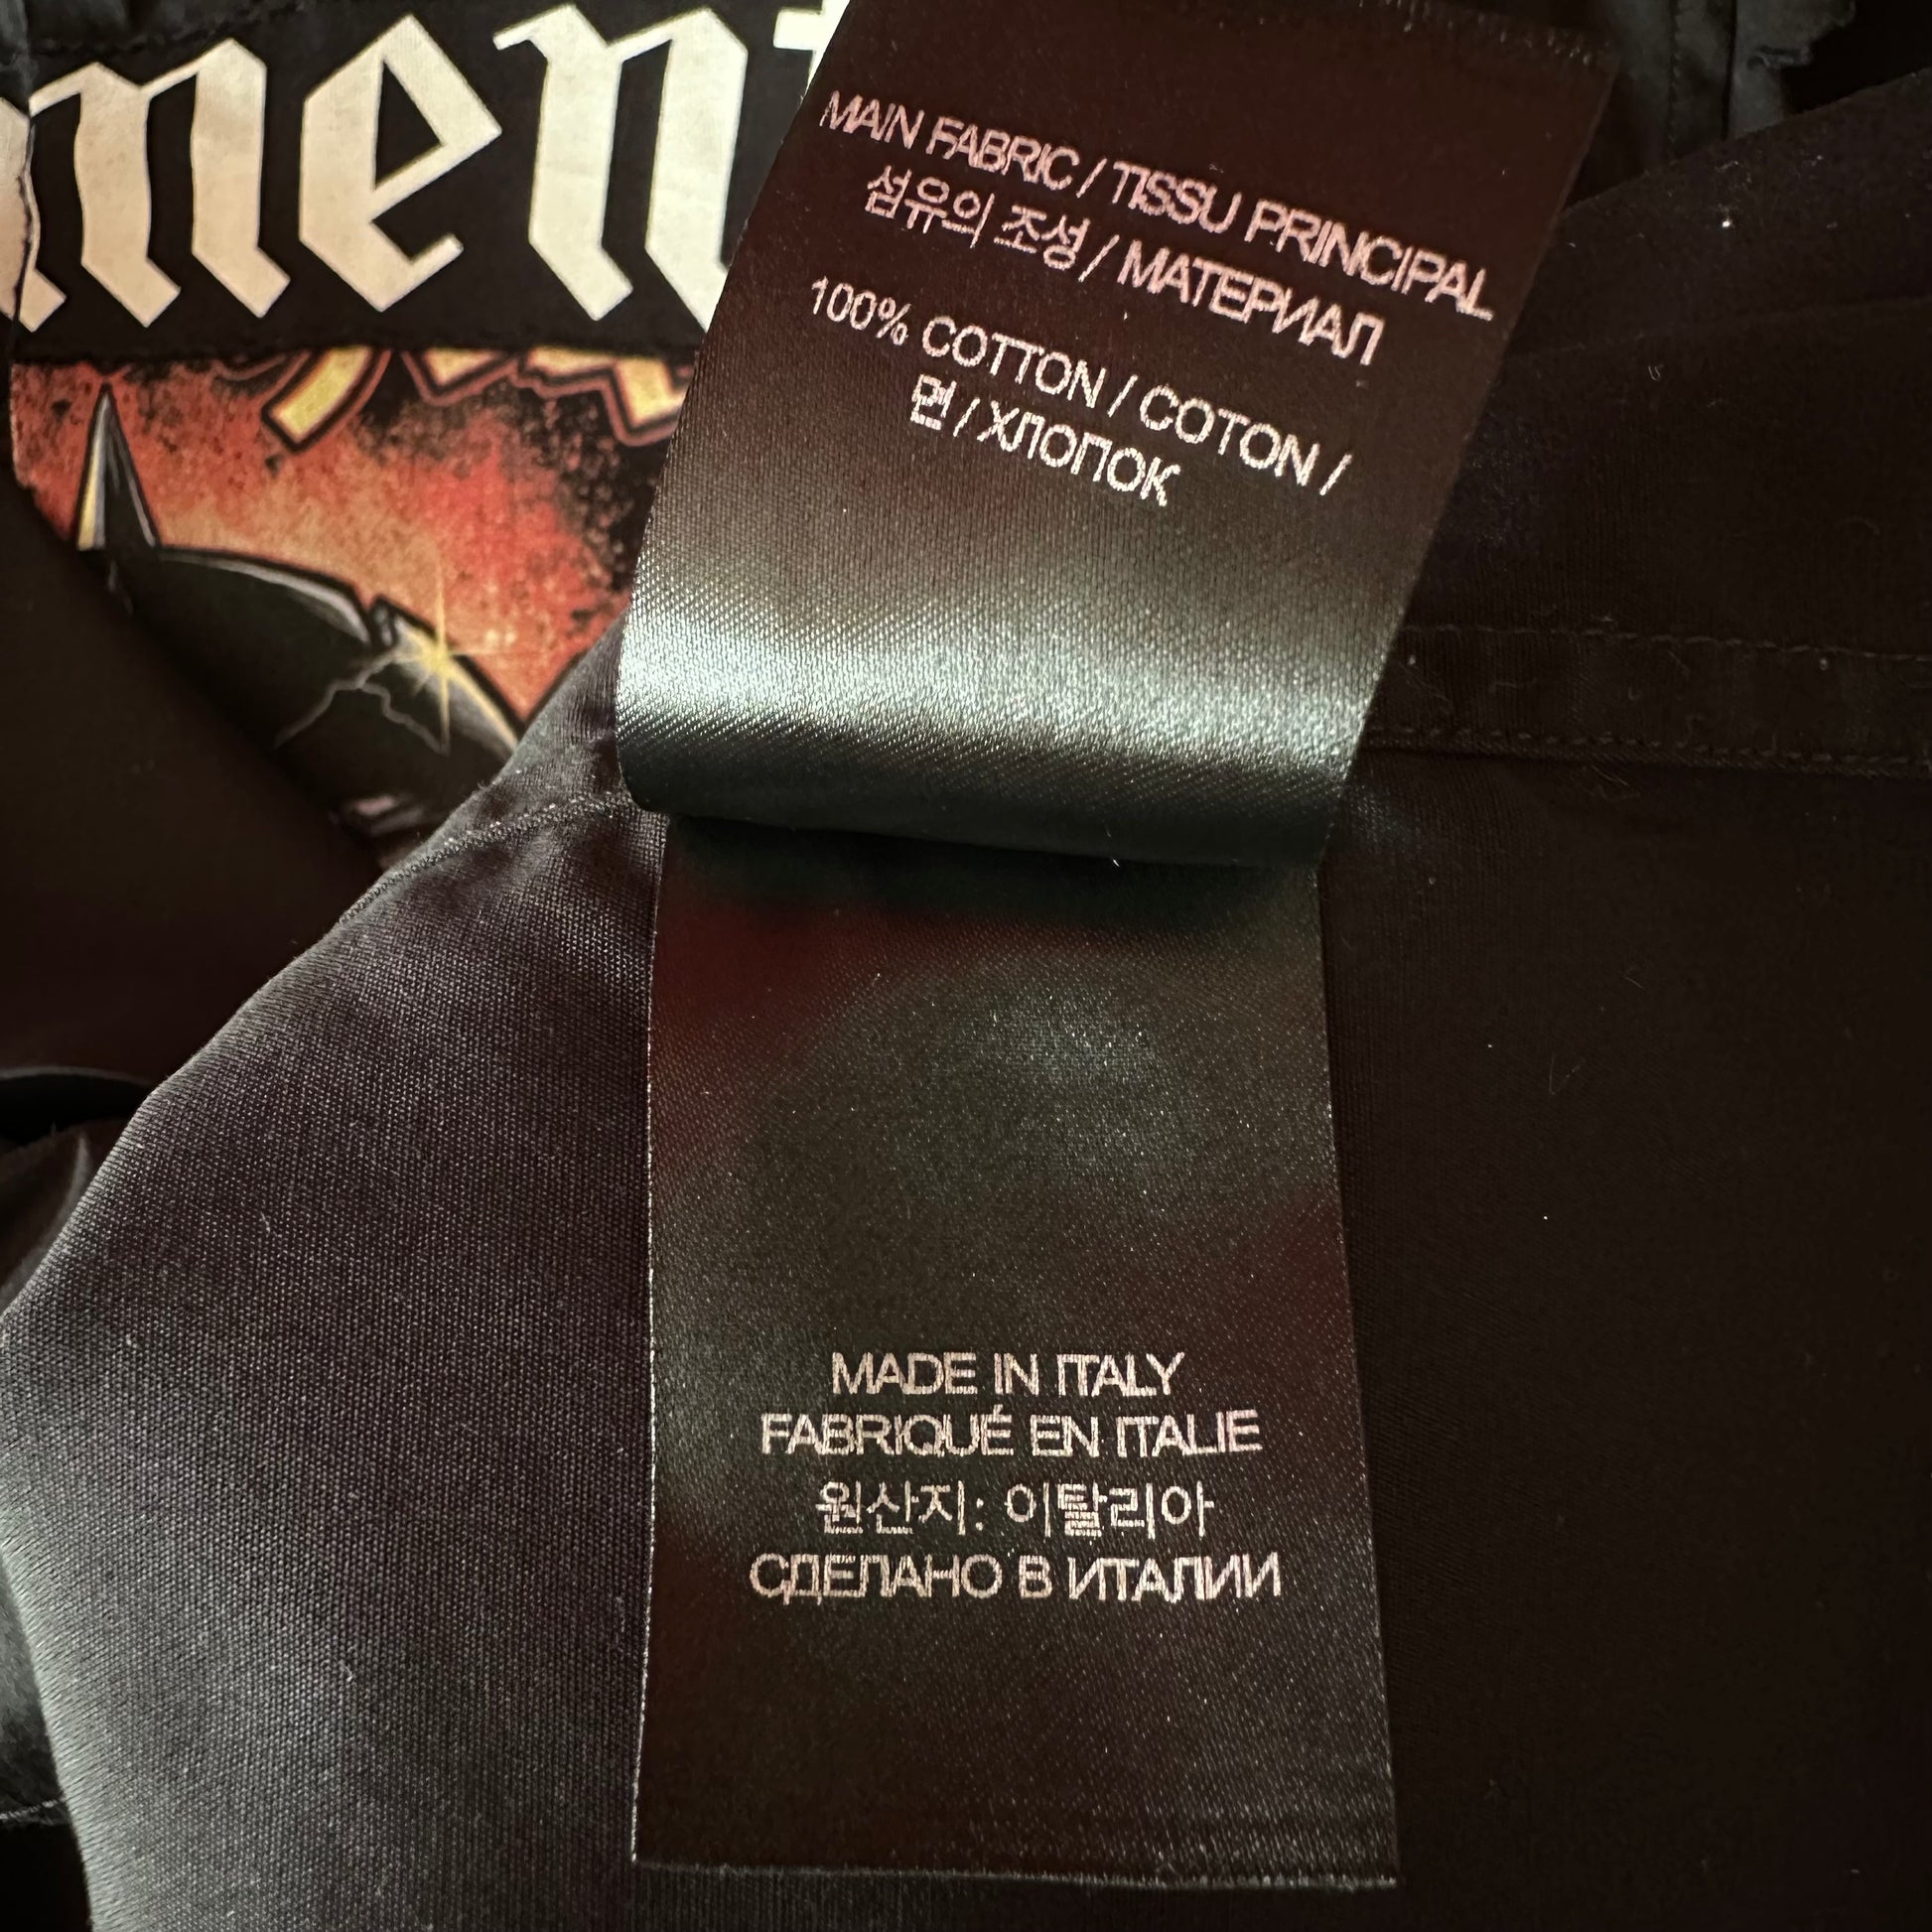 ment
MAIN FABRIC / TISSU PRINCIPAL
섬유의 조성 / МАТЕРИАЛ
100% COTTON / COTON /
면 / ХЛОПОК
MADE IN ITALY
FABRIQUÉ EN ITALIE
원산지: 이탈리아
СДЕЛАНО В ИТАЛИИ